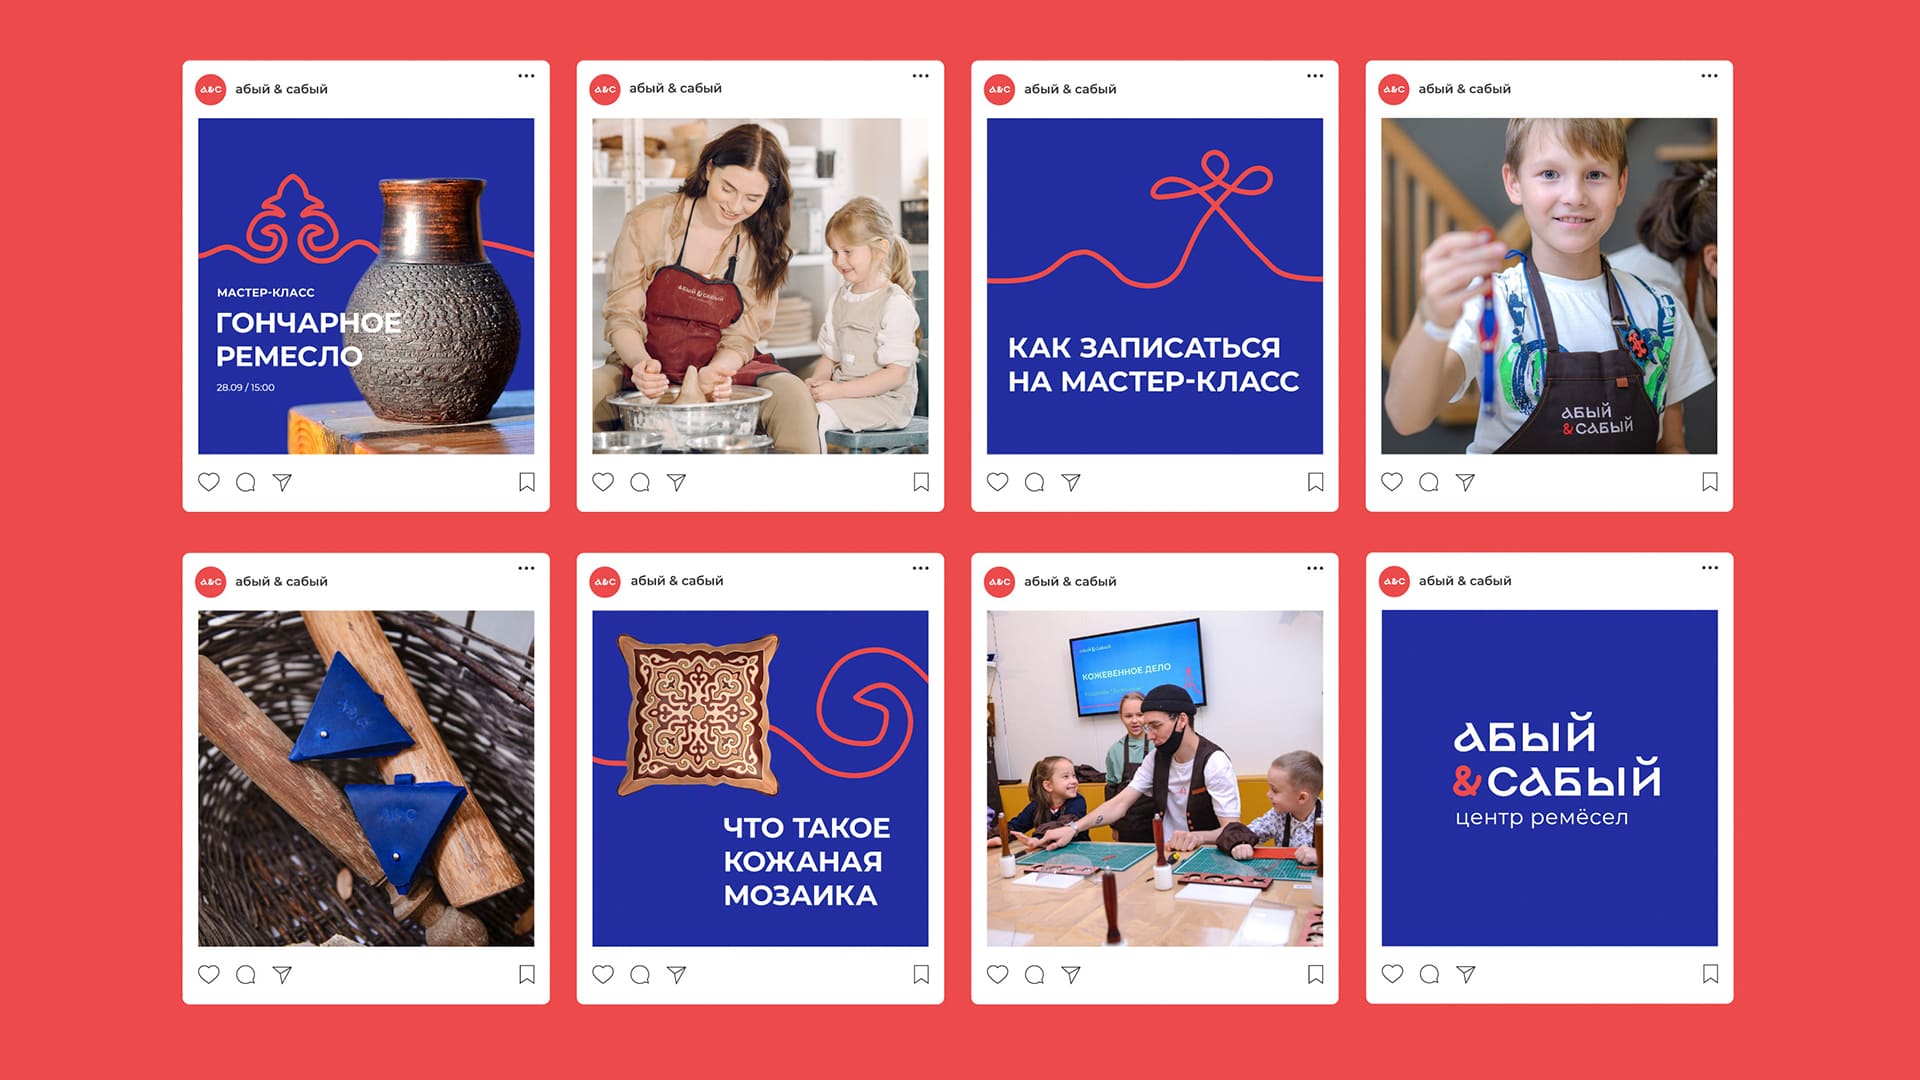 А&С абый & сабый
МАСТЕР-КЛАСС
ГОНЧАРНОЕ
РЕМЕСЛО
28.09 / 15:00
А&С абый & сабый
АБЫЙ & САБЫЙ
А&С абый & сабый
КАК ЗАПИСАТЬСЯ
НА МАСТЕР-КЛАСС
А&С абый & сабый
АБЫЙ
&САБЫЙ
А&С абый & сабый
А&С
А&С
А&С абый & сабый
ЧТО ТАКОЕ
КОЖАНАЯ
МОЗАИКА
А&С абый & сабый
АБЫЙ & САБЫЙ
КОЖЕВЕННОЕ ДЕЛО
А&С абый & сабый
АБЫЙ
&САБЫЙ
центр ремёсел